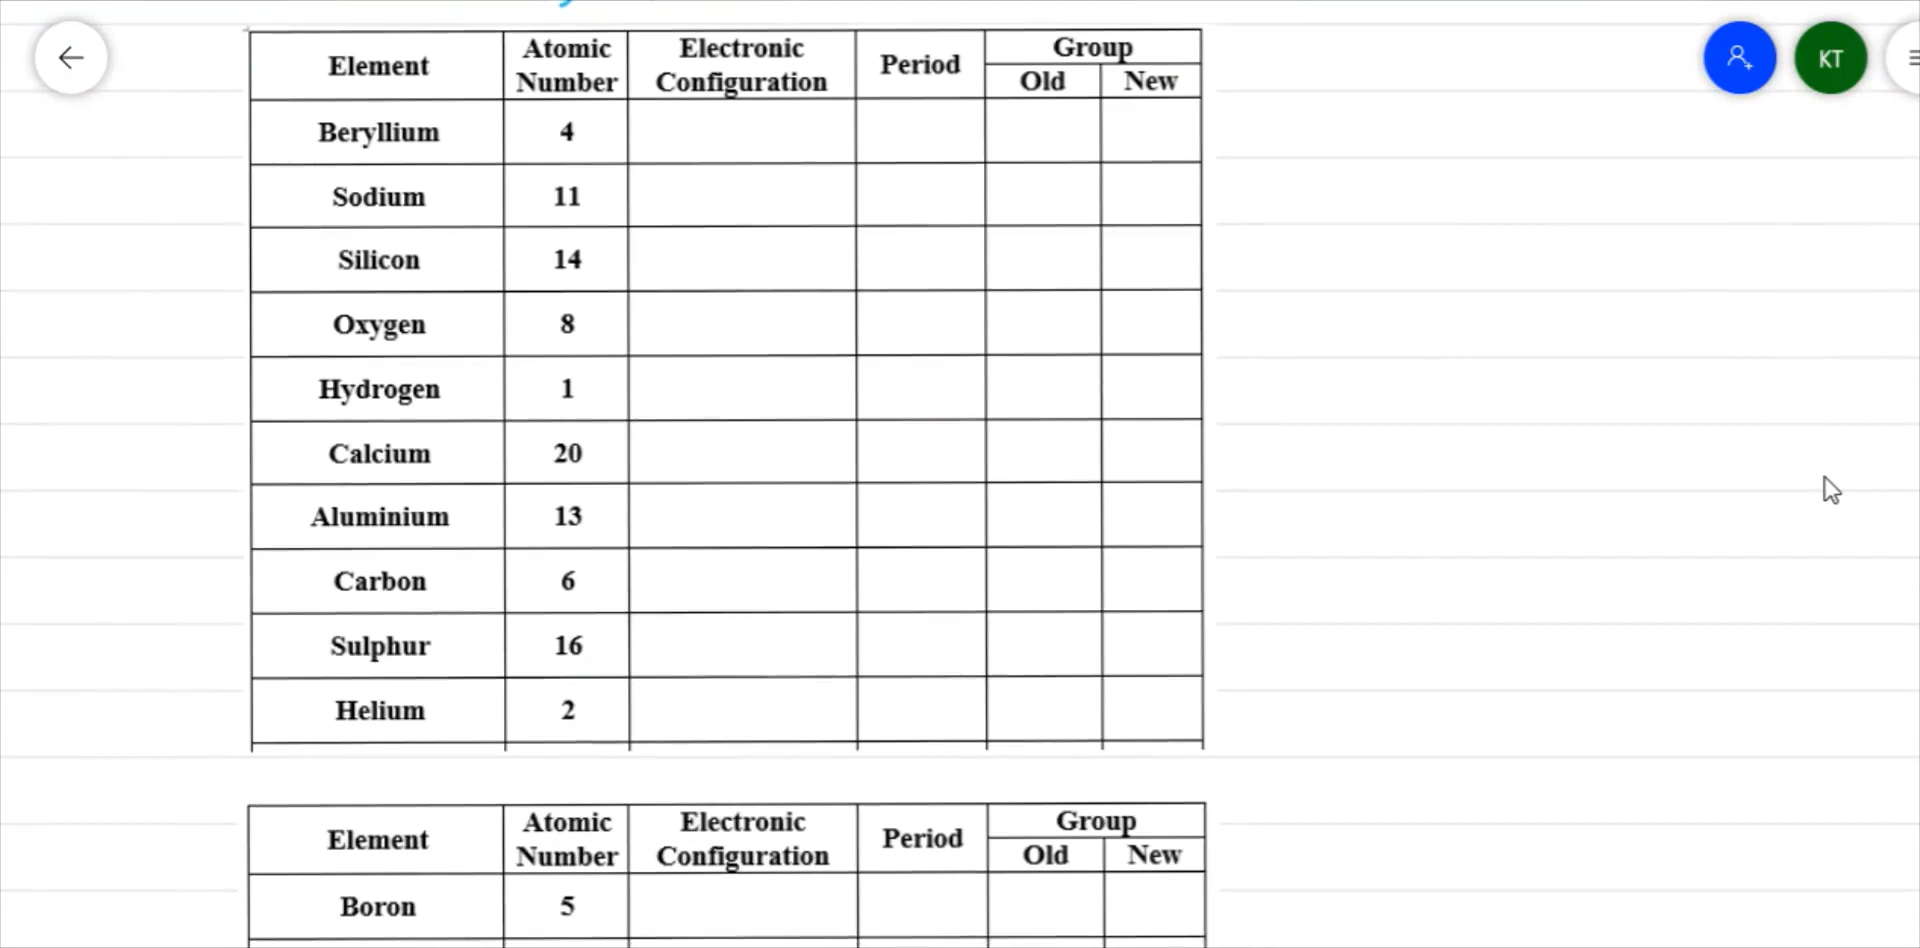 KT
Element Atomic Number Electronic Configuration Period Group Old New
Beryllium 4
Sodium 11
Silicon 14
Oxygen 8
Hydrogen 1
Calcium 20
Aluminium 13
Carbon 6
Sulphur 16
Helium 2
Element Atomic Number Electronic Configuration Period Group Old New
Boron 5